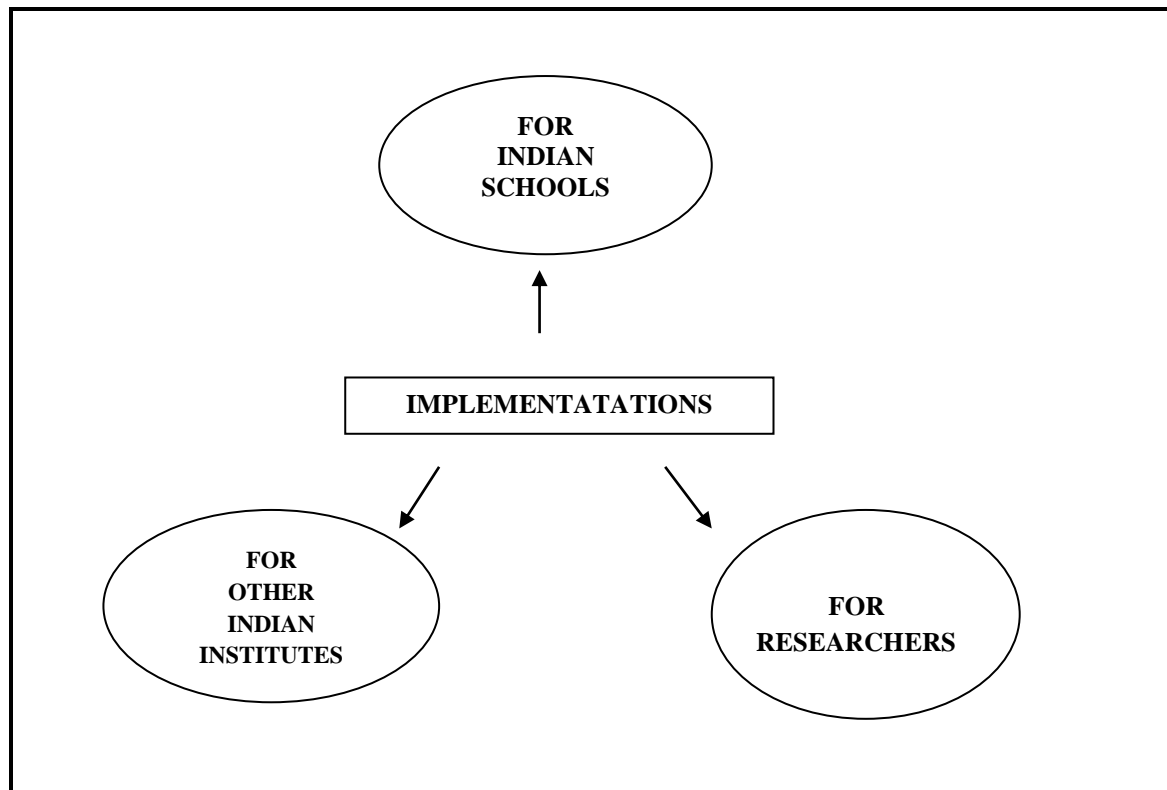 FOR
INDIAN
SCHOOLS
IMPLEMENTATATIONS
FOR
OTHER
INDIAN
INSTITUTES
FOR
RESEARCHERS